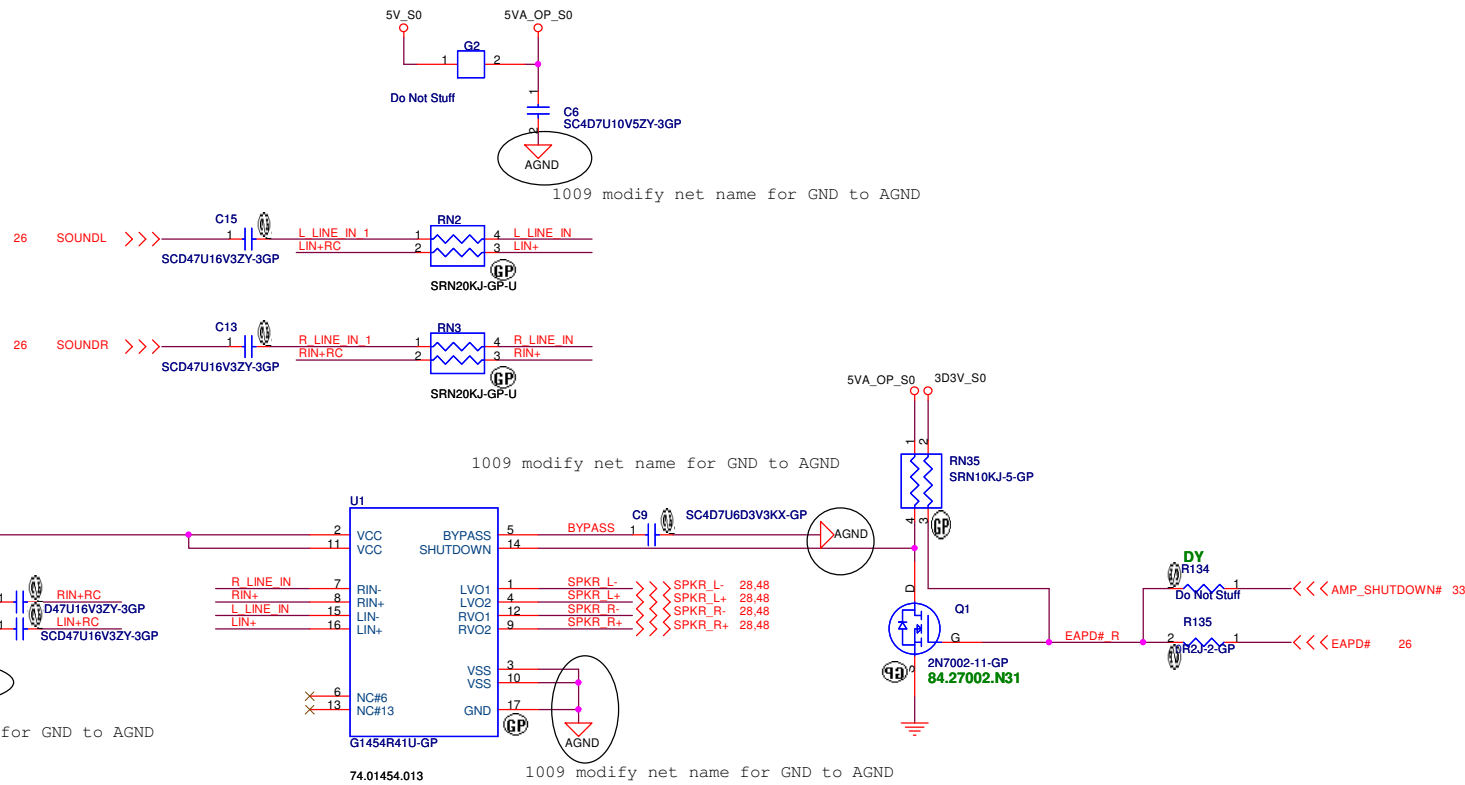 5V_S0
5VA_OP_S0
G2
1
2
Do Not Stuff
1
C6
SC4D7U10V5ZY-3GP
2
AGND
1009 modify net name for GND to AGND
C15
RN2
26 SOUNDL
1
L_LINE_IN_1
1
4
L_LINE_IN
LIN+RC
2
3
LIN+
SCD47U16V3ZY-3GP
GP
SRN20KJ-GP-U
C13
RN3
26 SOUNDR
1
R_LINE_IN_1
1
4
R_LINE_IN
RIN+RC
2
3
RIN+
SCD47U16V3ZY-3GP
GP
SRN20KJ-GP-U
5VA_OP_S0
3D3V_S0
1
2
RN35
SRN10KJ-5-GP
4
3
GP
1009 modify net name for GND to AGND
U1
C9
SC4D7U6D3V3KX-GP
2
VCC
BYPASS
5
BYPASS
1
AGND
11
VCC
SHUTDOWN
14
R_LINE_IN
7
RIN-
LVO1
1
SPKR_L-
SPKR_L- 28,48
RIN+
8
RIN+
LVO2
4
SPKR_L+
SPKR_L+ 28,48
L_LINE_IN
15
LIN-
RVO1
12
SPKR_R-
SPKR_R- 28,48
LIN+
16
LIN+
RVO2
9
SPKR_R+
SPKR_R+ 28,48
1
RIN+RC
D47U16V3ZY-3GP
1
LIN+RC
SCD47U16V3ZY-3GP
VSS
3
VSS
10
6
NC#6
13
NC#13
GND
17
GP
AGND
G1454R41U-GP
74.01454.013
for GND to AGND
1009 modify net name for GND to AGND
D
Q1
G
S
2N7002-11-GP
84.27002.N31
GP
EAPD#_R
DY
R134
1
Do Not Stuff
AMP_SHUTDOWN# 33
R135
2
1
0R2J-2-GP
EAPD# 26